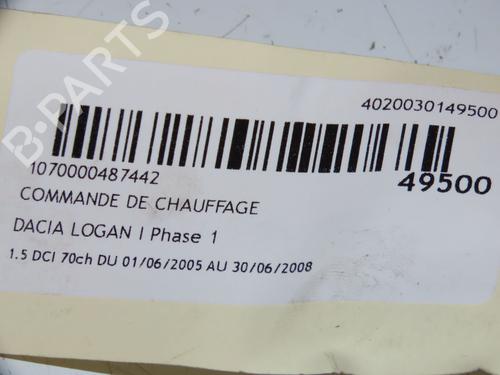 4020030149500
1070000487442
49500
COMMANDE DE CHAUFFAGE
DACIA LOGAN I Phase 1
1.5 DCI 70ch DU 01/06/2005 AU 30/06/2008
B-PARTS